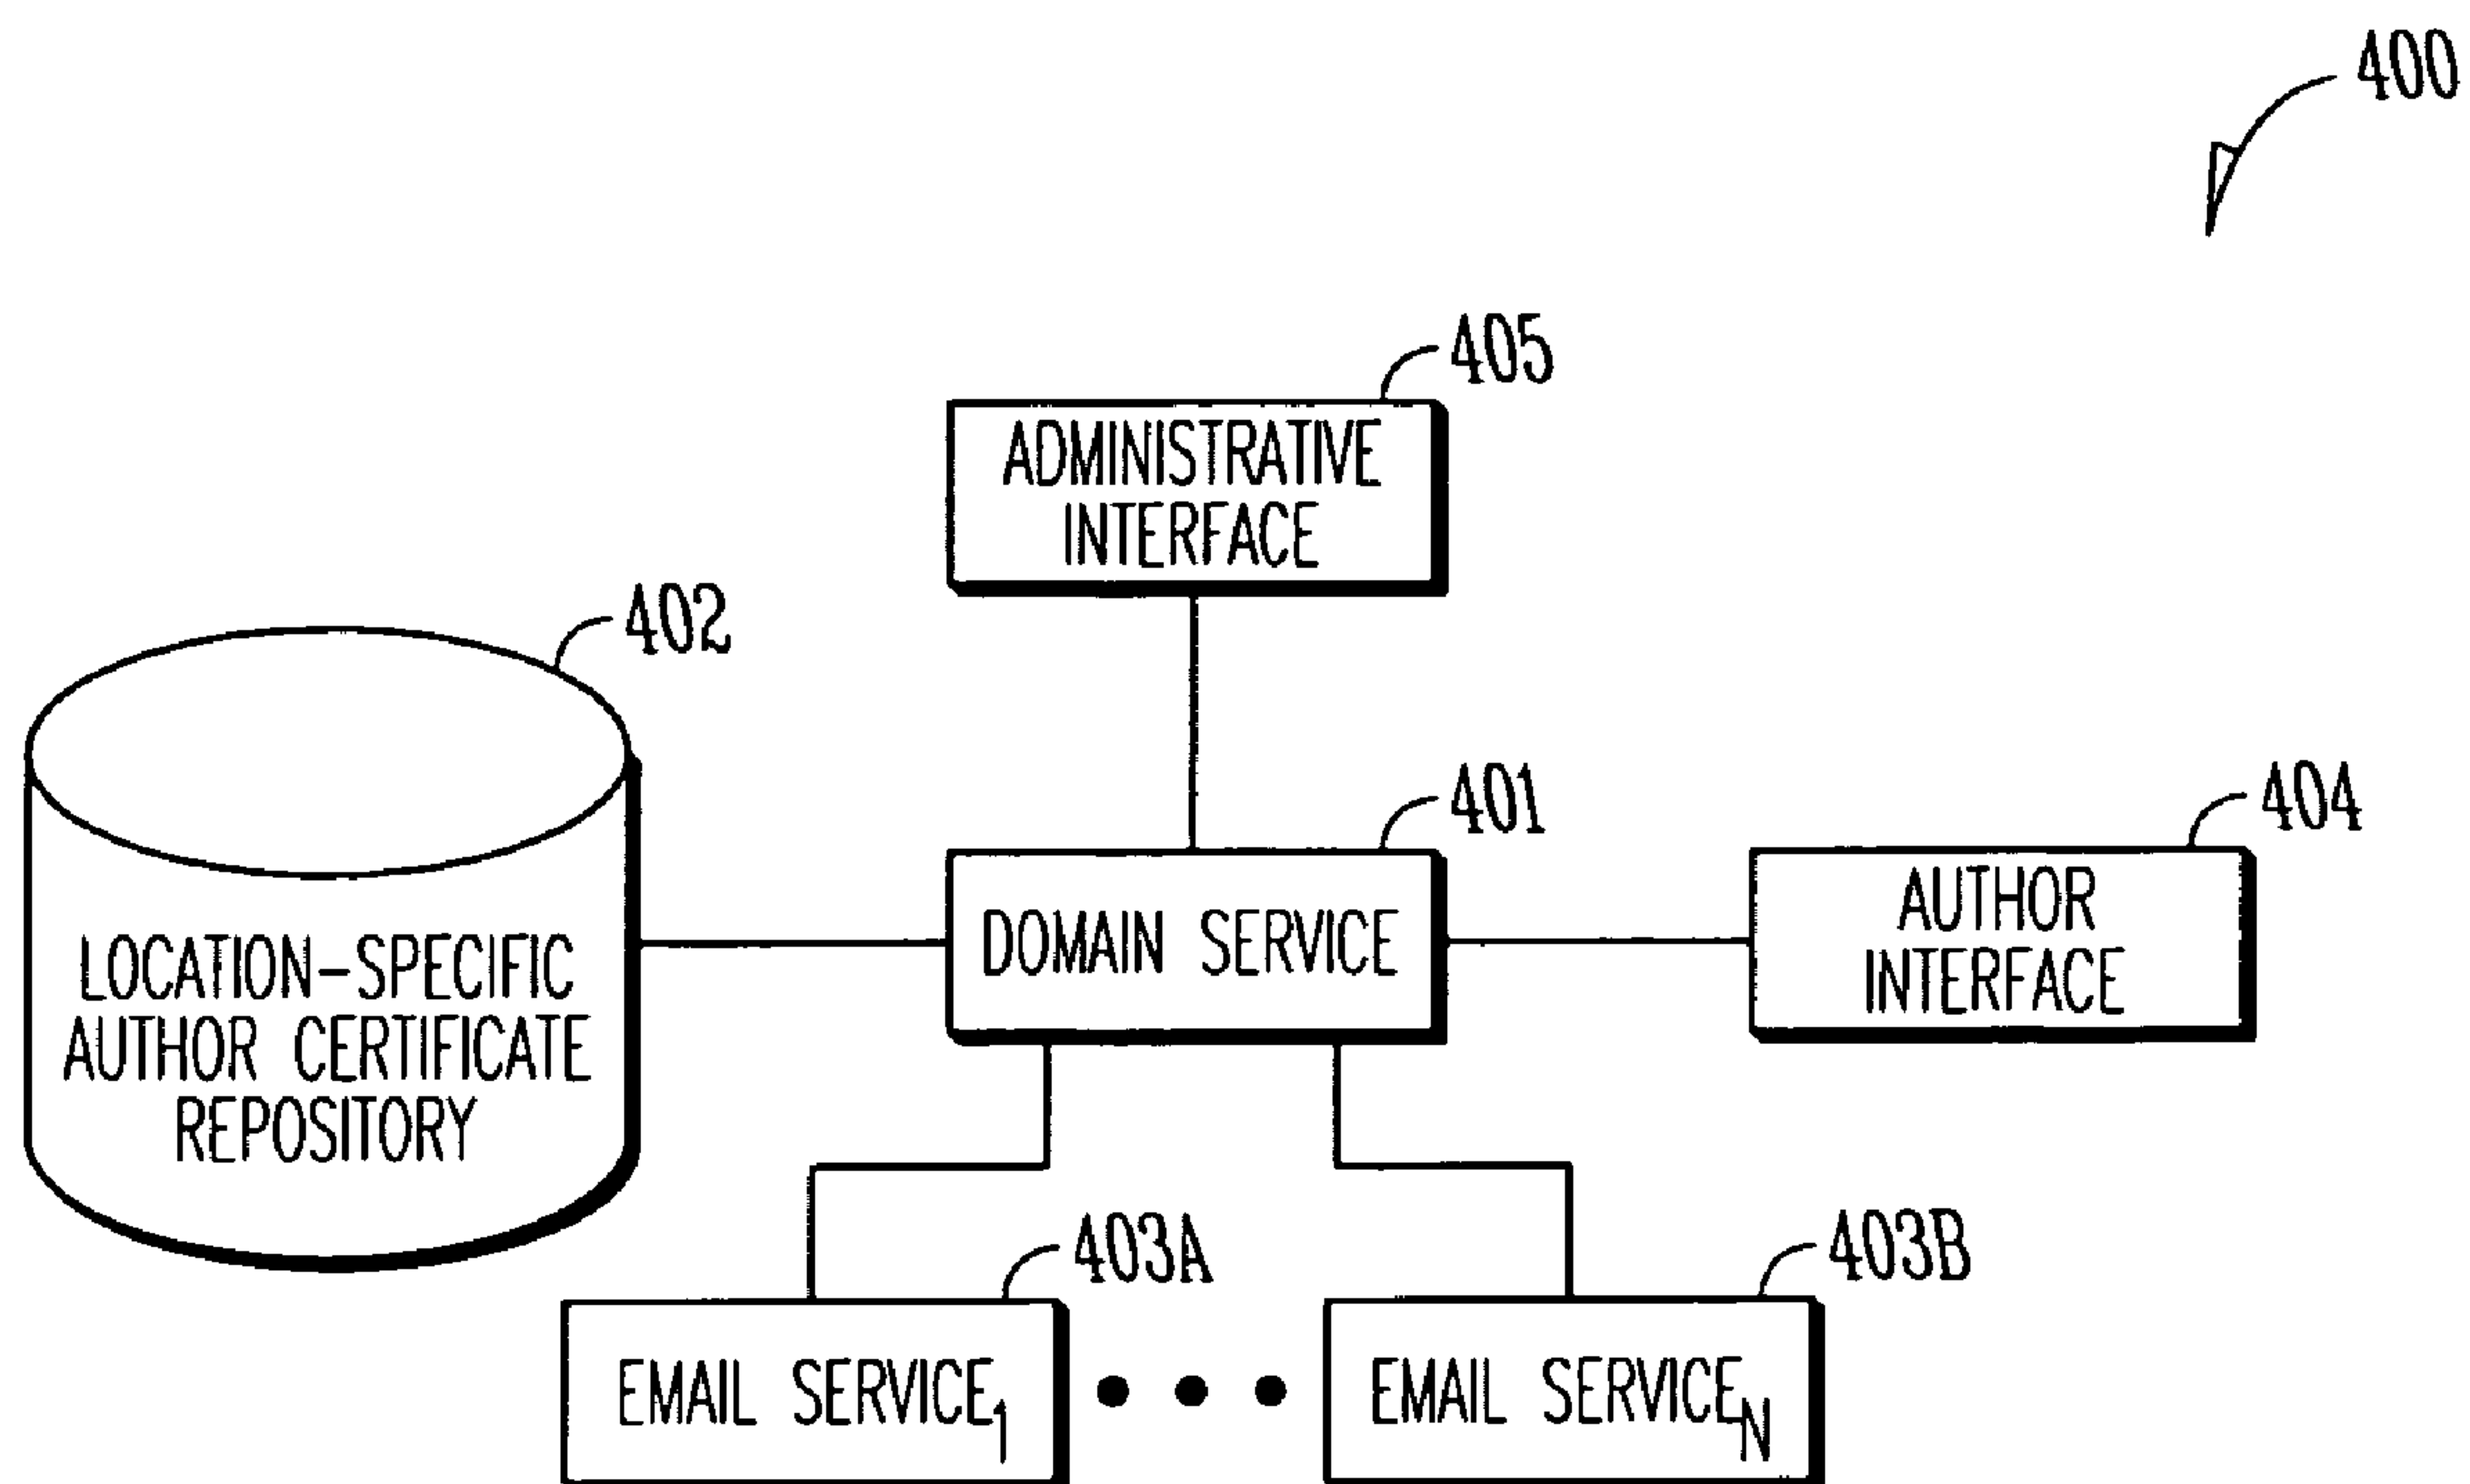 400
405
ADMINISTRATIVE
INTERFACE
402
LOCATION-SPECIFIC
AUTHOR CERTIFICATE
REPOSITORY
401
DOMAIN SERVICE
404
AUTHOR
INTERFACE
403A
EMAIL SERVICE1
403B
EMAIL SERVICEN